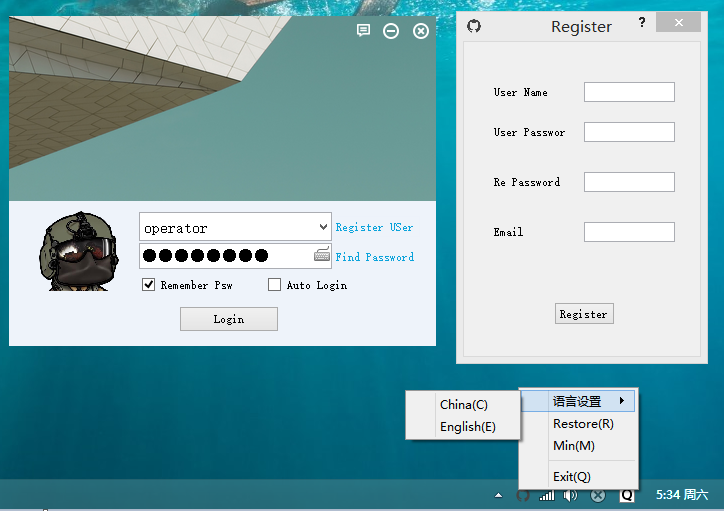 operator
Register USer
Find Password
Remember Psw
Auto Login
Login
Register
?
User Name
User Passwor
Re Password
Email
Register
China(C)
English(E)
语言设置
Restore(R)
Min(M)
Exit(Q)
Q
5:34 周六